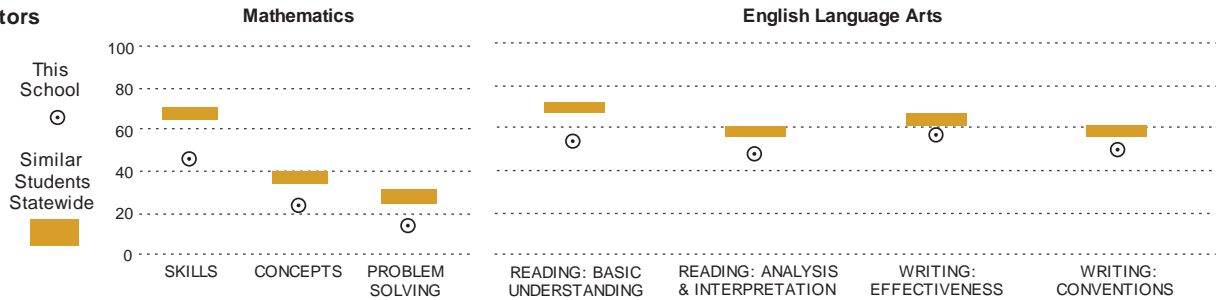 tors
Mathematics
English Language Arts
This
School
Similar
Students
Statewide
100
80
60
40
20
0
SKILLS
CONCEPTS
PROBLEM
SOLVING
READING: BASIC
UNDERSTANDING
READING: ANALYSIS
& INTERPRETATION
WRITING:
EFFECTIVENESS
WRITING:
CONVENTIONS